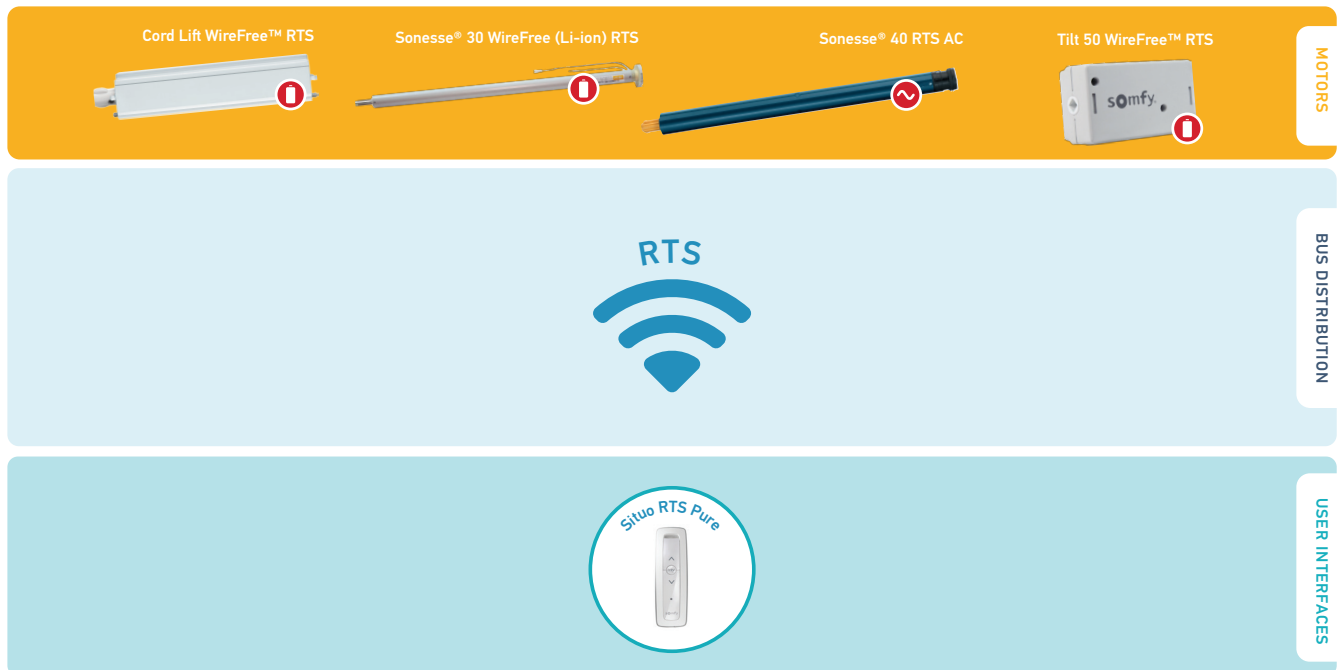 Cord Lift WireFree™ RTS
Sonesse® 30 WireFree (Li-ion) RTS
Sonesse® 40 RTS AC
Tilt 50 WireFree™ RTS
somfy.
MOTORS
RTS
BUS DISTRIBUTION
Situo RTS Pure
USER INTERFACES